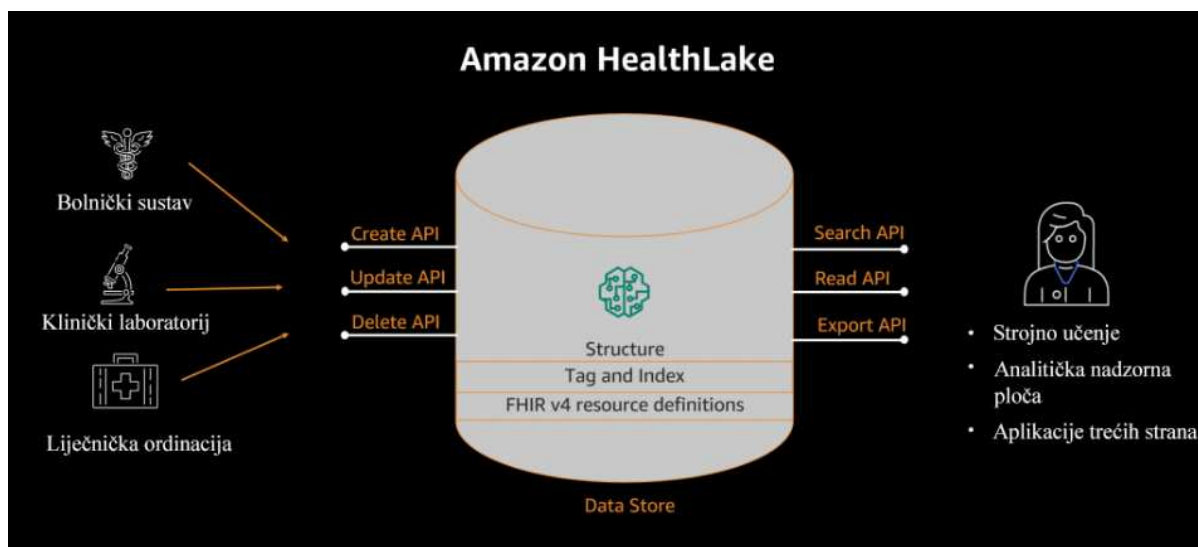 Amazon HealthLake
Bolnički sustav
Klinički laboratorij
Liječnička ordinacija
Create API
Update API
Delete API
Structure
Tag and Index
FHIR v4 resource definitions
Data Store
Search API
Read API
Export API
• Strojno učenje
• Analitička nadzorna
ploča
• Aplikacije trećih strana